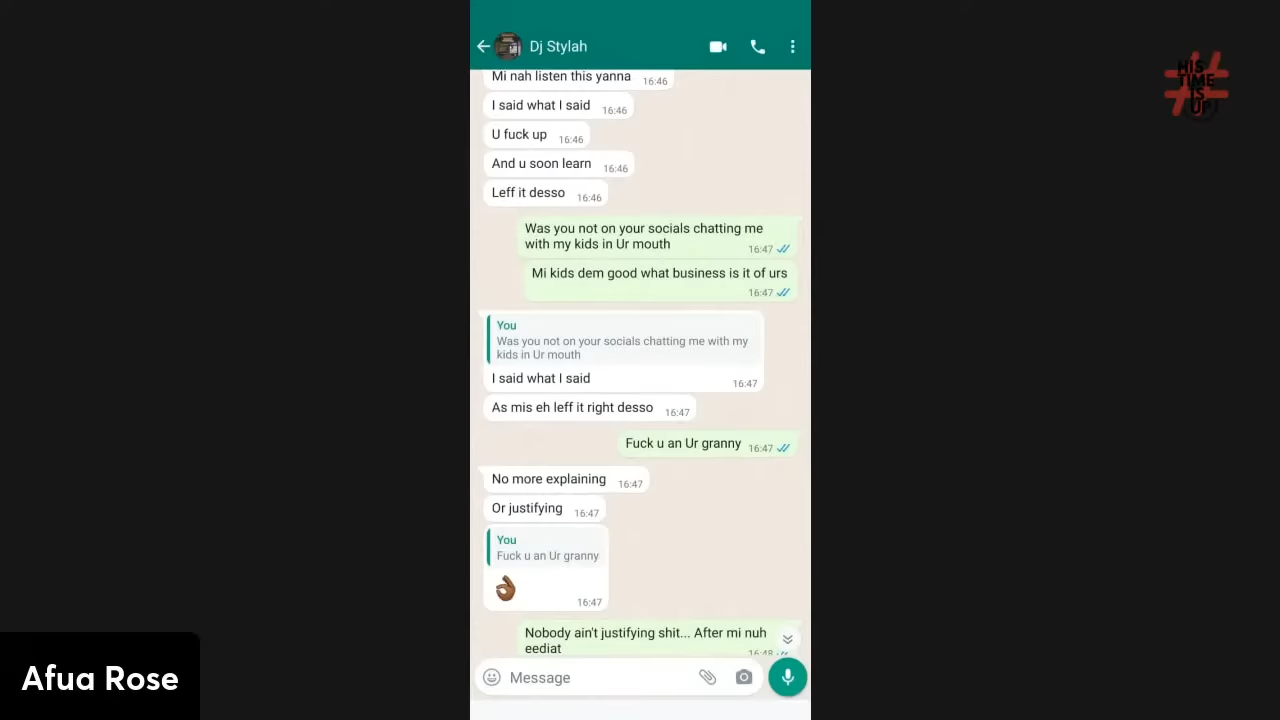 Dj Stylah
Mi nah listen this yanna 16:46
I said what I said 16:46
U fuck up 16:46
And u soon learn 16:46
Leff it desso 16:46
Was you not on your socials chatting me
with my kids in Ur mouth 16:47
Mi kids dem good what business is it of urs
16:47
You
Was you not on your socials chatting me with my
kids in Ur mouth
I said what I said 16:47
As mis eh leff it right desso 16:47
Fuck u an Ur granny 16:47
No more explaining 16:47
Or justifying 16:47
You
Fuck u an Ur granny
16:47
Nobody ain't justifying shit... After mi nuh
eediat 16:48
Message
HIS
TIME
IS
UP
Afua Rose